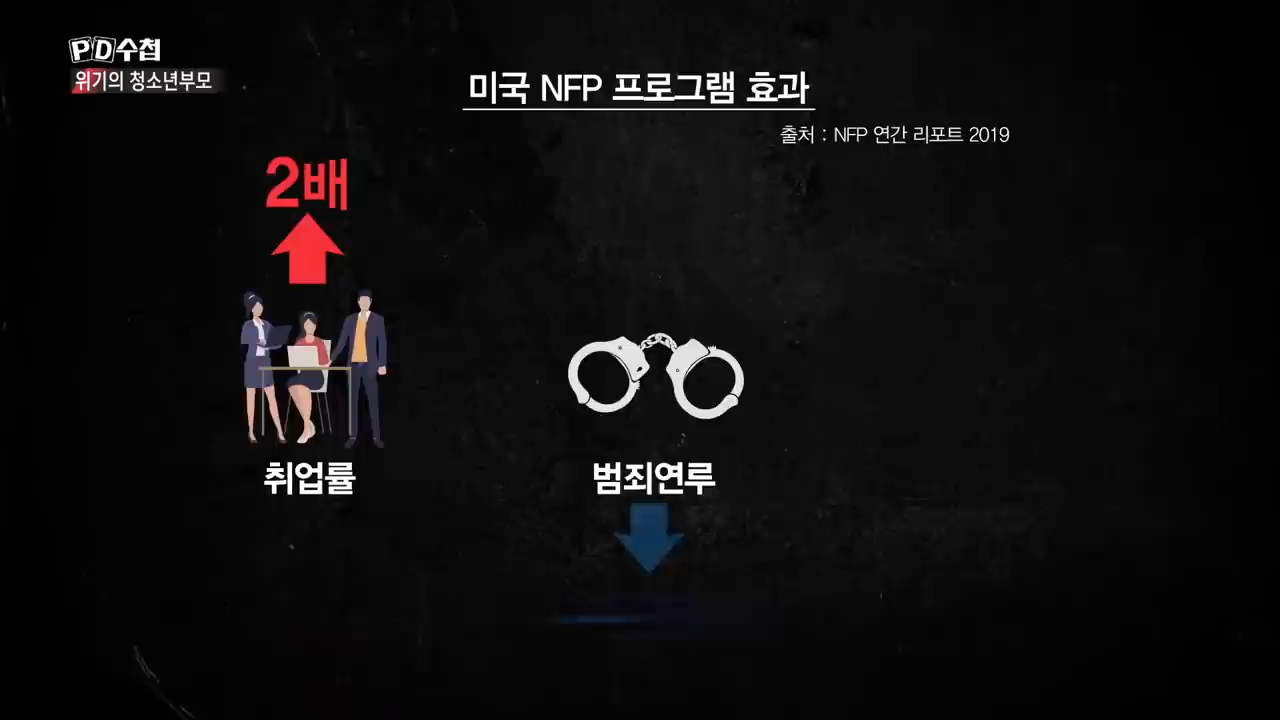 PD수첩
위기의 청소년부모
미국 NFP 프로그램 효과
출처 : NFP 연간 리포트 2019
2배
취업률
범죄연루